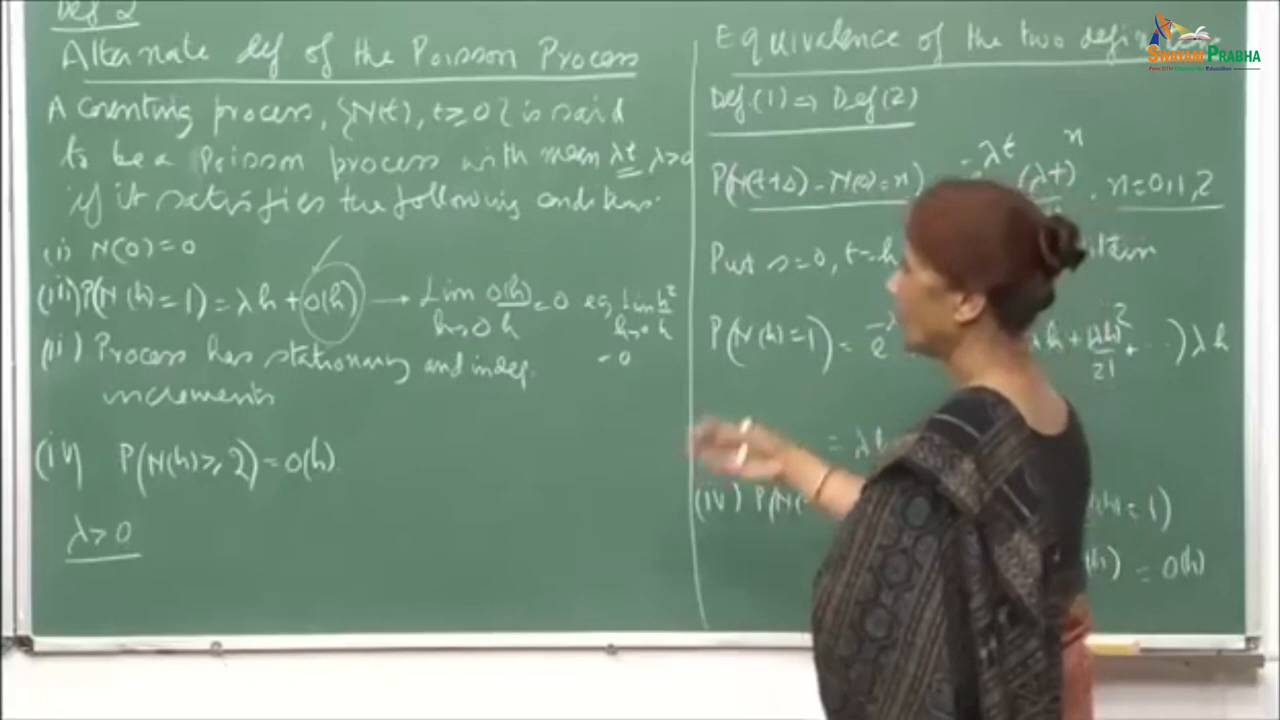 Def 2
Alternate def of the Poisson Process
A counting process, {N(t), t ≥ 0} is said
to be a Poisson process with mean λt, λ>0
if it satisfies the following conditions.
(i) N(0) = 0
(iii) P(N(h) = 1) = λh + o(h) → Lim o(h)/h = 0 eg Lim h²/h
h→0 h→0
= 0
(ii) Process has stationary and indep.
increments
(iv) P(N(h) ≥ 2) = o(h).
λ > 0
Equivalence of the two
Def.(1) ⇒ Def(2)
P(N(t+s) - N(s) = n) e^-λt (λt)^n . n = 0,1,2
Put s = 0, t = h
P(N(h) = 1) = e λh + (λh)²/2! + ...) λh
= λh
(iv) P(N (h) = 1)
(h) = o(h)
SWAYAM PRABHA